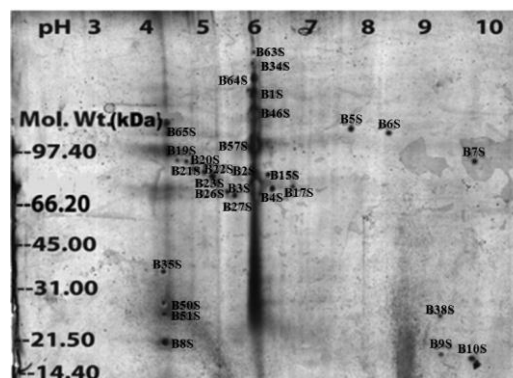 pH 3 4 5 6 7 8 9 10
B63S
B34S
B64S
B1S
B46S
Mol. Wt.(kDa)
B5S
B6S
B65S
B57S
--97.40
B19S
B20S
B7S
B21S
B22S
B2S
B15S
B23S
B3S
B26S
B4S
B17S
--66.20
B27S
--45.00
B35S
--31.00
B50S
B38S
B51S
--21.50
B8S
B9S
B10S
--14.40